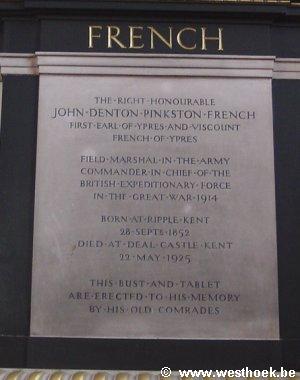 FRENCH
THE·RIGHT·HONOURABLE
JOHN·DENTON·PINKSTON·FRENCH
FIRST·EARL·OF·YPRES·AND·VISCOUNT
FRENCH·OF·YPRES
FIELD·MARSHAL·IN·THE·ARMY
COMMANDER·IN·CHIEF·OF·THE
BRITISH·EXPEDITIONARY·FORCE
IN·THE·GREAT·WAR·1914
BORN·AT·RIPPLE·KENT
28·SEPTR·1852
DIED·AT·DEAL·CASTLE·KENT
22·MAY·1925
THIS·BUST·AND·TABLET
ARE·ERECTED·TO·HIS·MEMORY
BY·HIS·OLD·COMRADES
© www.westhoek.be